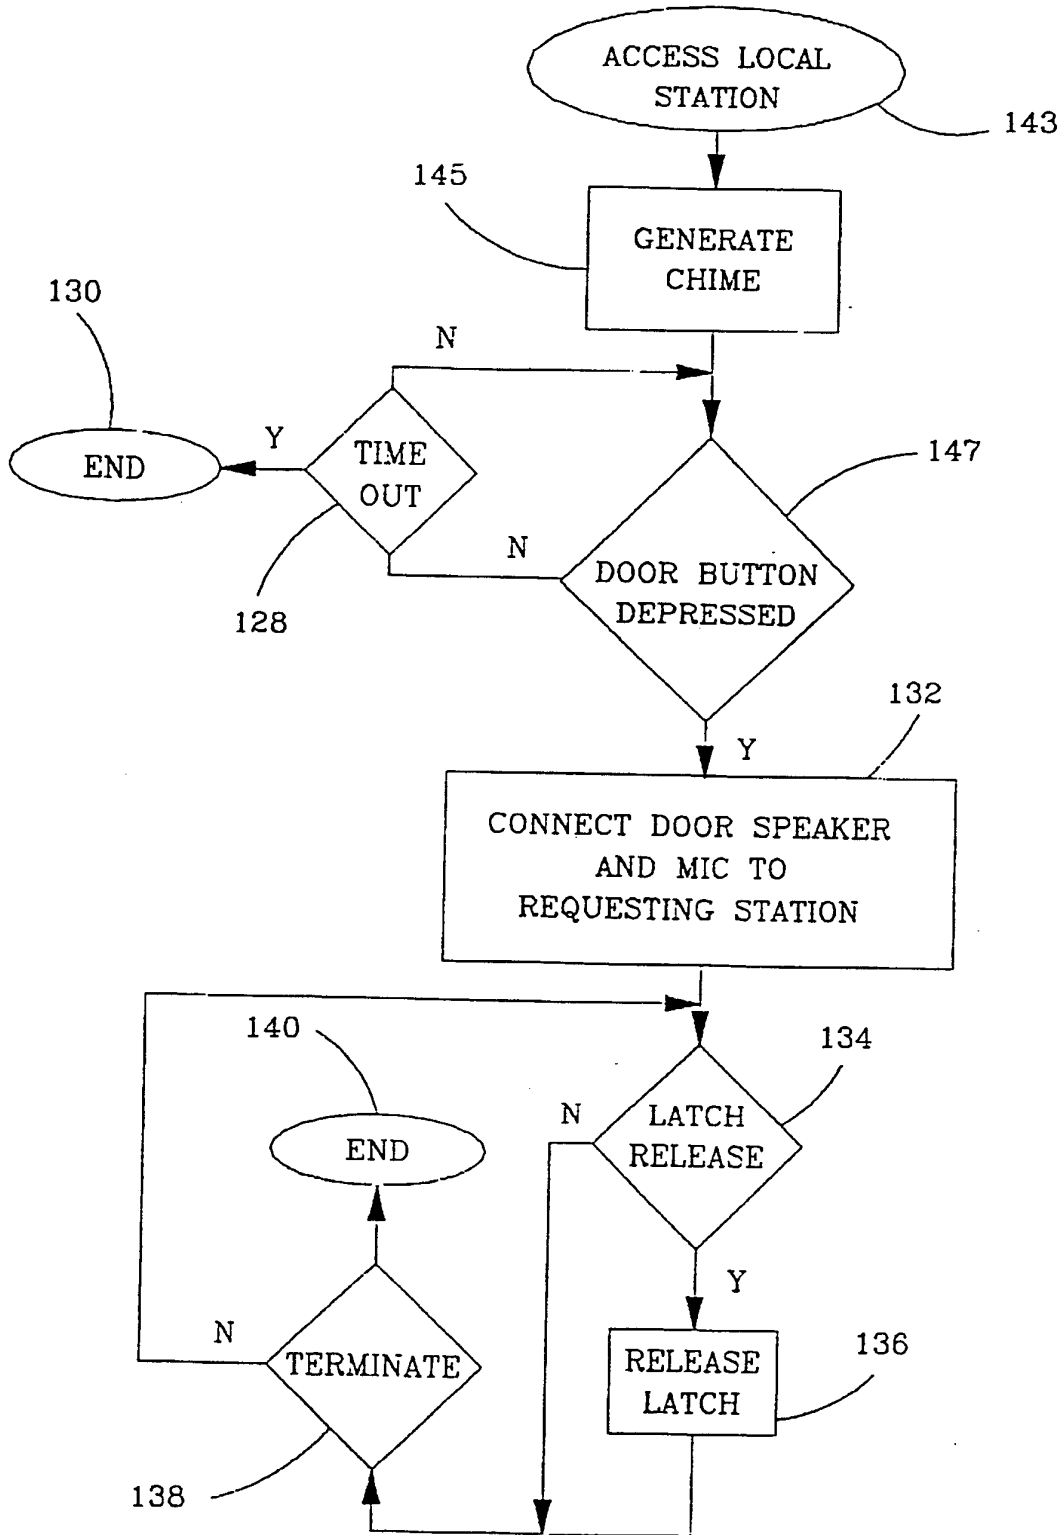 ACCESS LOCAL
STATION
143
145
GENERATE
CHIME
130
N
Y
END
TIME
OUT
147
N
DOOR BUTTON
DEPRESSED
128
132
Y
CONNECT DOOR SPEAKER
AND MIC TO
REQUESTING STATION
140
134
N
LATCH
RELEASE
END
Y
N
TERMINATE
RELEASE
LATCH
136
138